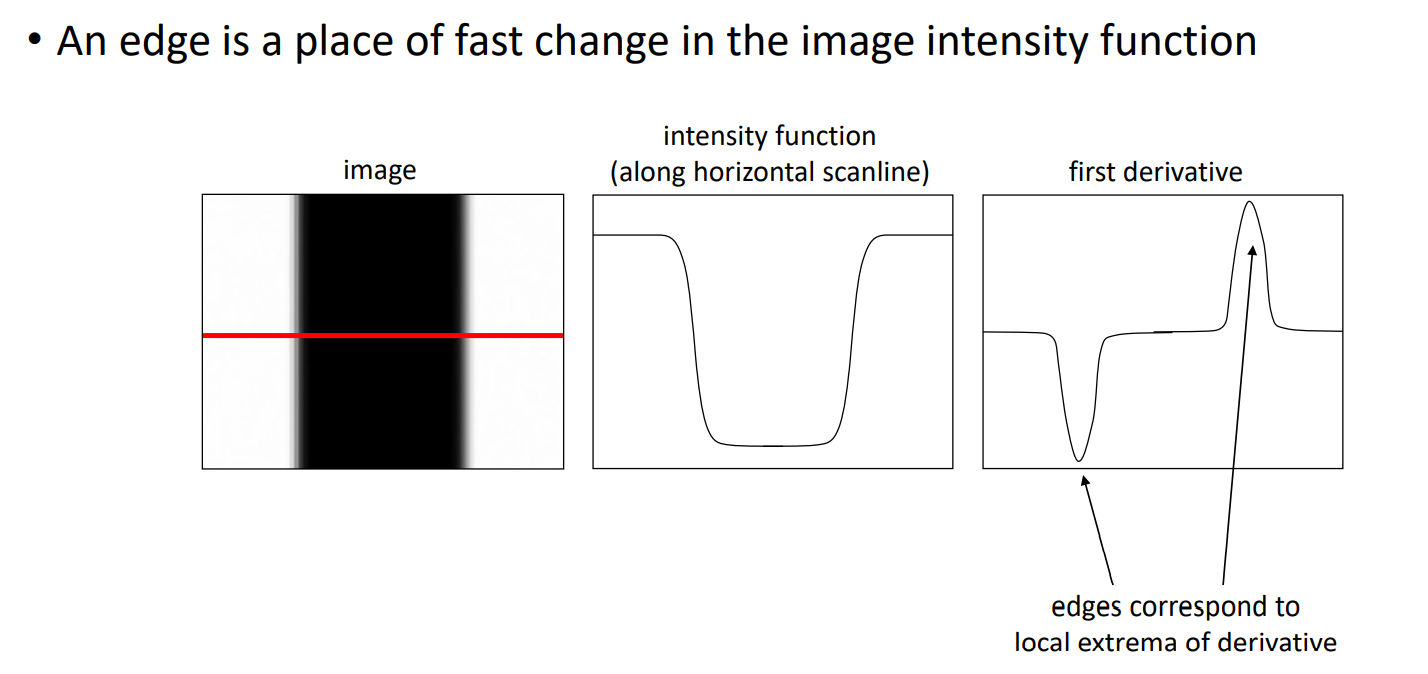 • An edge is a place of fast change in the image intensity function
image
intensity function
(along horizontal scanline)
first derivative
edges correspond to
local extrema of derivative